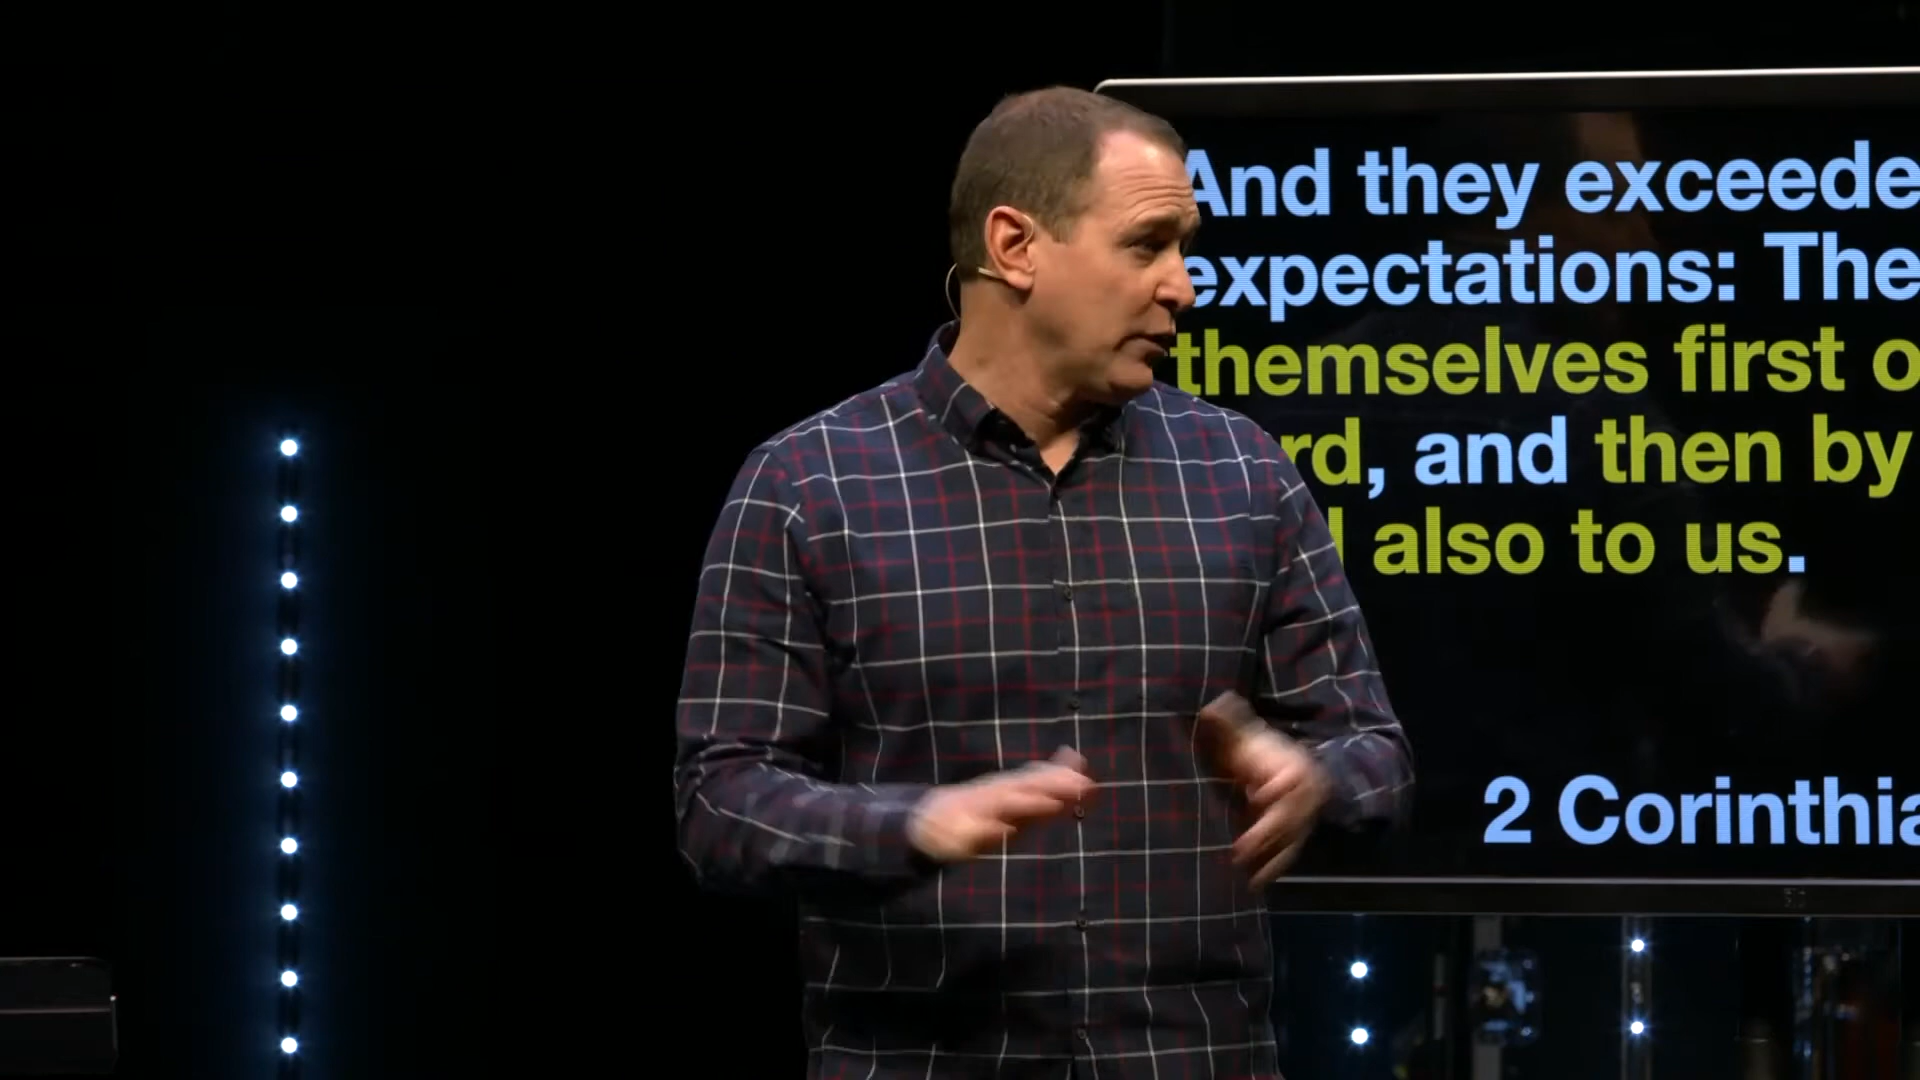 And they exceede
expectations: The
themselves first o
rd, and then by
also to us.
2 Corinthia